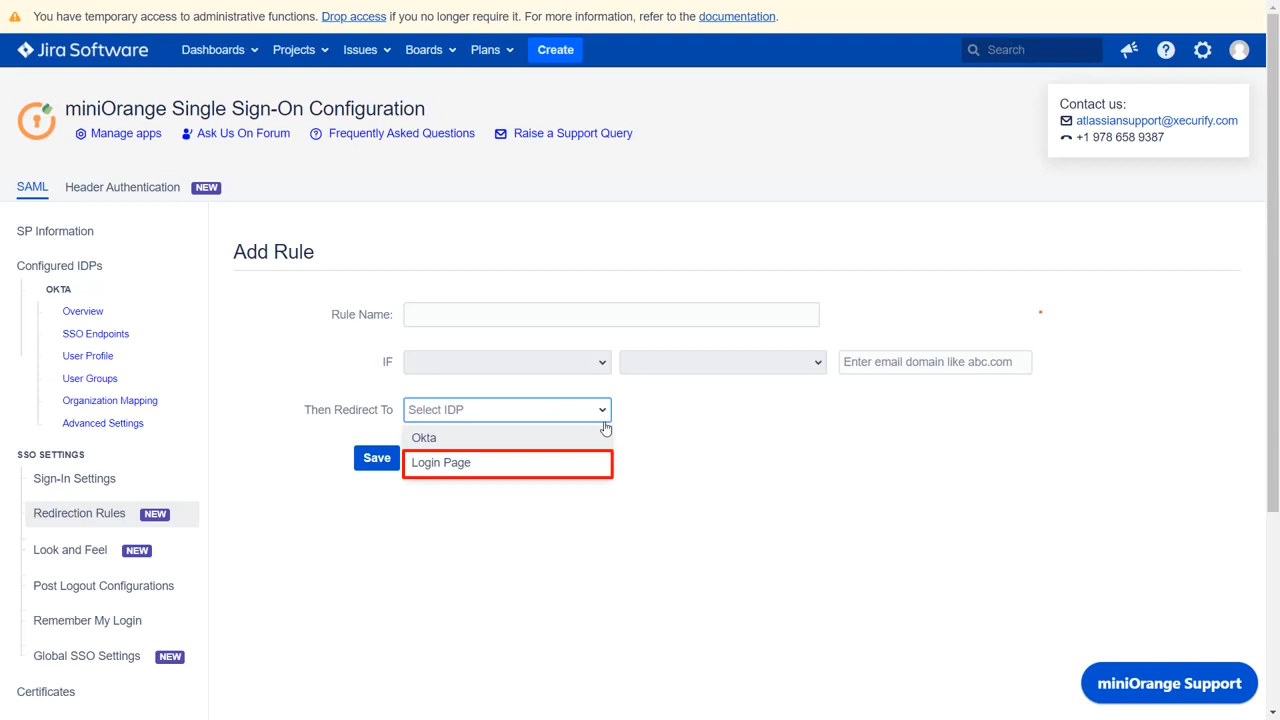 You have temporary access to administrative functions. Drop access if you no longer require it. For more information, refer to the documentation.
Jira Software Dashboards Projects Issues Boards Plans Create Search
miniOrange Single Sign-On Configuration
Manage apps Ask Us On Forum Frequently Asked Questions Raise a Support Query
Contact us:
atlassiansupport@xecurify.com
+1 978 658 9387
SAML Header Authentication NEW
SP Information
Configured IDPs
OKTA
Overview
SSO Endpoints
User Profile
User Groups
Organization Mapping
Advanced Settings
SSO SETTINGS
Sign-In Settings
Redirection Rules NEW
Look and Feel NEW
Post Logout Configurations
Remember My Login
Global SSO Settings NEW
Certificates
Add Rule
Rule Name: *
IF Enter email domain like abc.com
Then Redirect To Select IDP
Okta
Login Page
Save
miniOrange Support